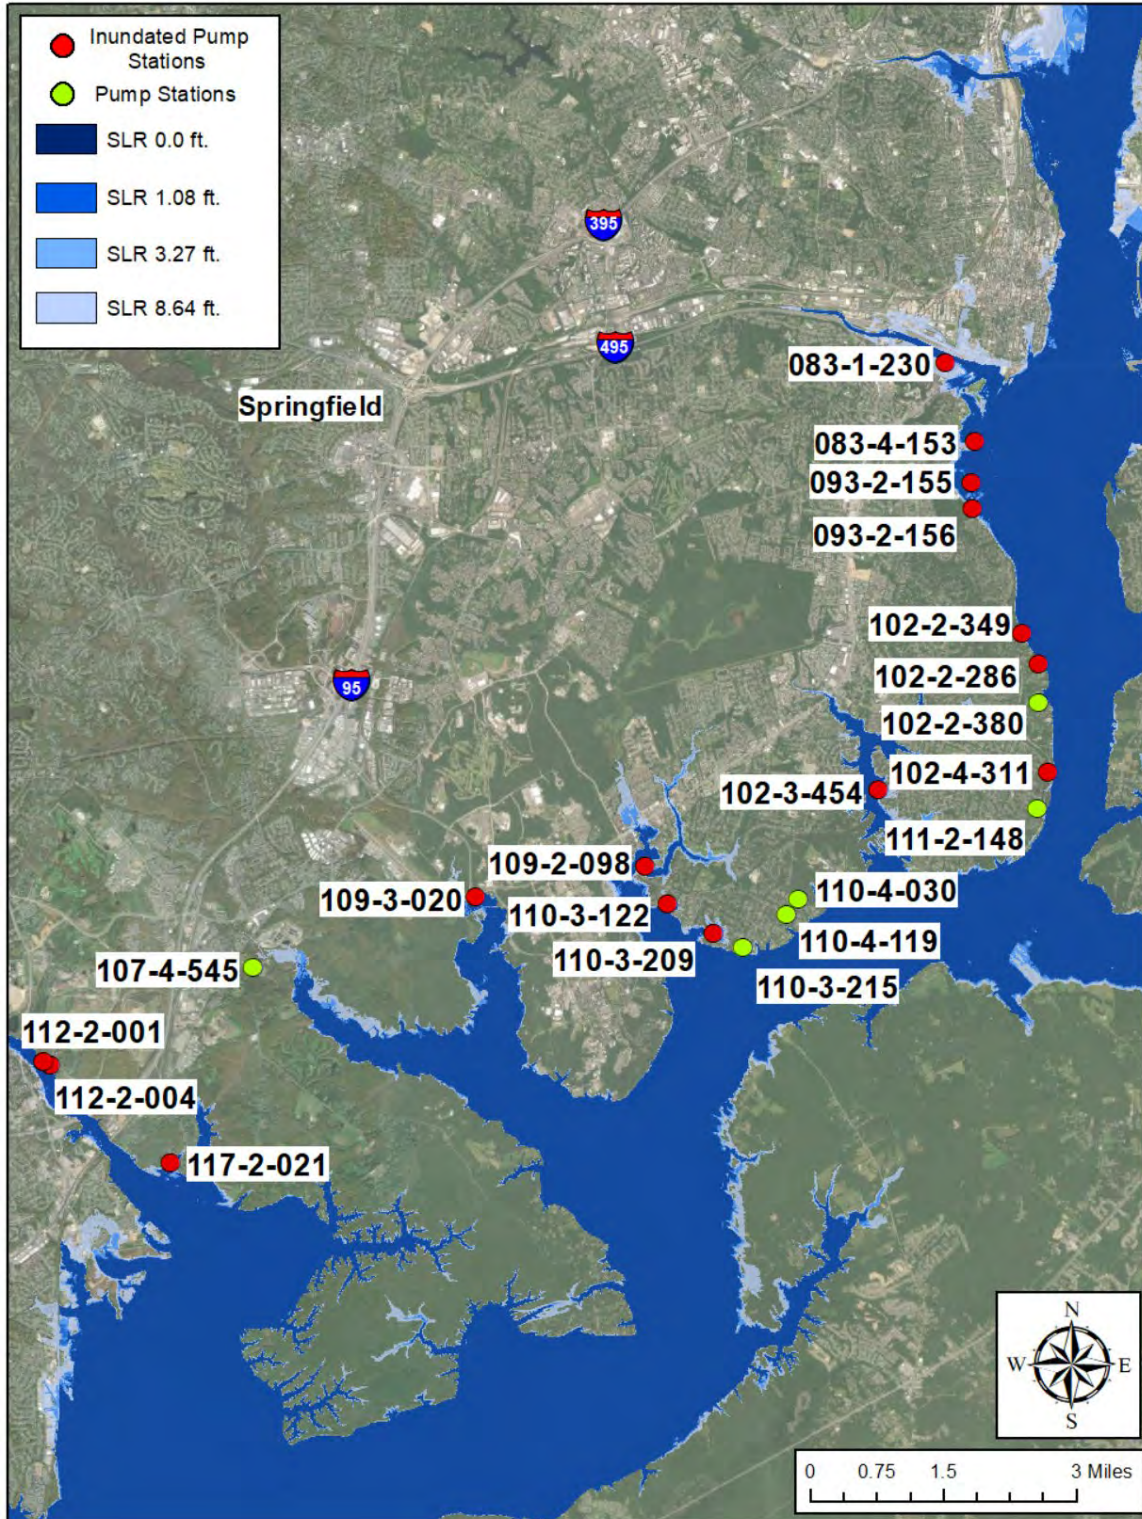 Inundated Pump
Stations
Pump Stations
SLR 0.0 ft.
SLR 1.08 ft.
SLR 3.27 ft.
SLR 8.64 ft.
395
495
083-1-230
Springfield
083-4-153
093-2-155
093-2-156
102-2-349
102-2-286
95
102-2-380
102-4-311
102-3-454
111-2-148
109-2-098
110-4-030
109-3-020
110-3-122
110-4-119
110-3-209
107-4-545
110-3-215
112-2-001
112-2-004
117-2-021
N
W E
S
0 0.75 1.5 3 Miles